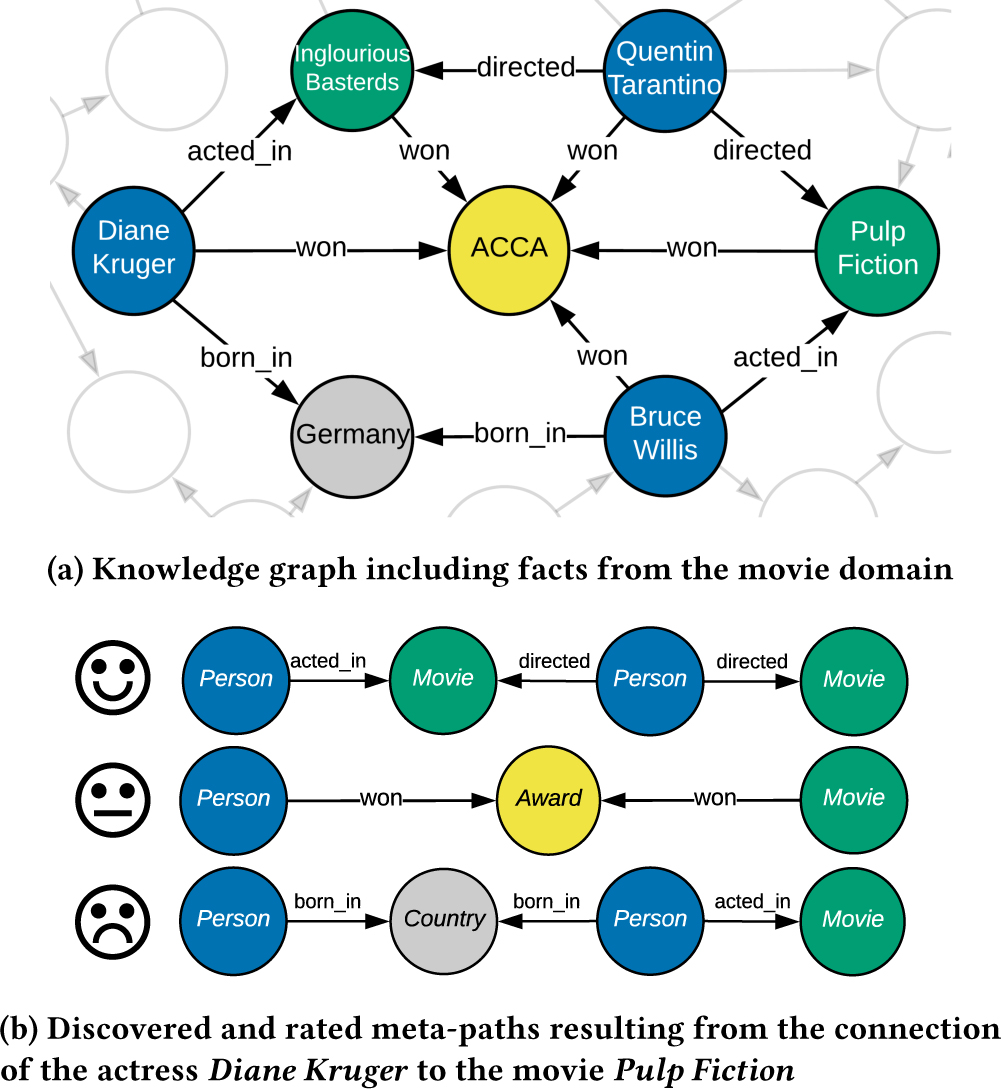 Inglourious
Basterds
directed
Quentin
Tarantino
acted_in
won
won
directed
Diane
Kruger
won
ACCA
won
Pulp
Fiction
born_in
won
acted_in
Germany
born_in
Bruce
Willis
(a) Knowledge graph including facts from the movie domain
Person
acted_in
Movie
directed
Person
directed
Movie
Person
won
Award
won
Movie
Person
born_in
Country
born_in
Person
acted_in
Movie
(b) Discovered and rated meta-paths resulting from the connection
of the actress Diane Kruger to the movie Pulp Fiction